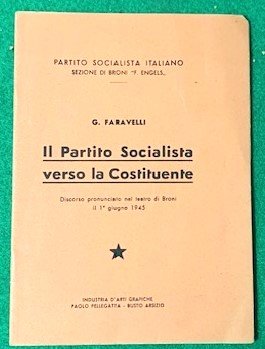 PARTITO SOCIALISTA ITALIANO
SEZIONE DI BRONI "F. ENGELS„
G. FARAVELLI
Il Partito Socialista
verso la Costituente
Discorso pronunciato nel teatro di Broni
il 1° giugno 1945
INDUSTRIA D'ARTI GRAFICHE
PAOLO PELLEGATTA - BUSTO ARSIZIO